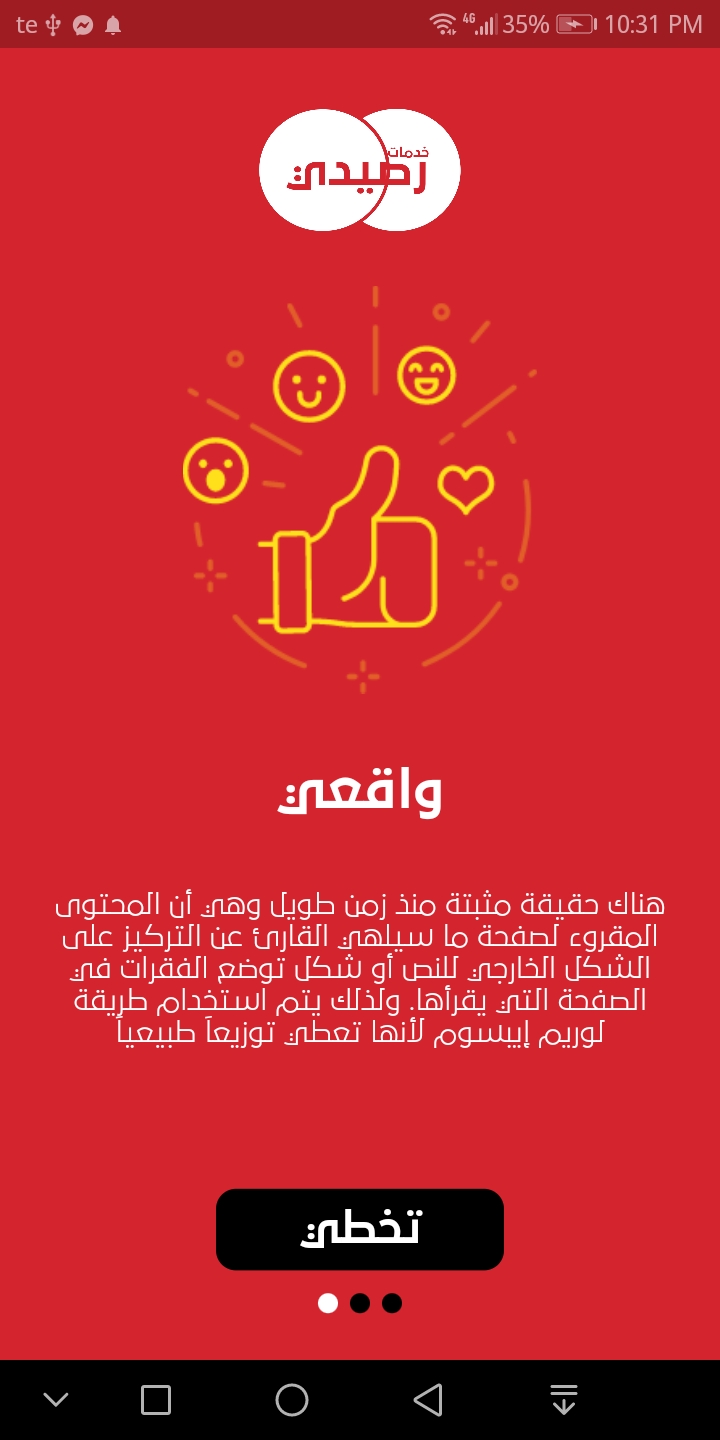 te
4G
35%
10:31 PM
خدمات
رصيدي
واقعي
هناك حقيقة مثبتة منذ زمن طويل وهي أن المحتوى
المقروء لصفحة ما سيلهي القارئ عن التركيز على
الشكل الخارجي للنص أو شكل توضع الفقرات في
الصفحة التي يقرأها. ولذلك يتم استخدام طريقة
لوريم إيبسوم لأنها تعطي توزيعاَ طبيعياَ
تخطي